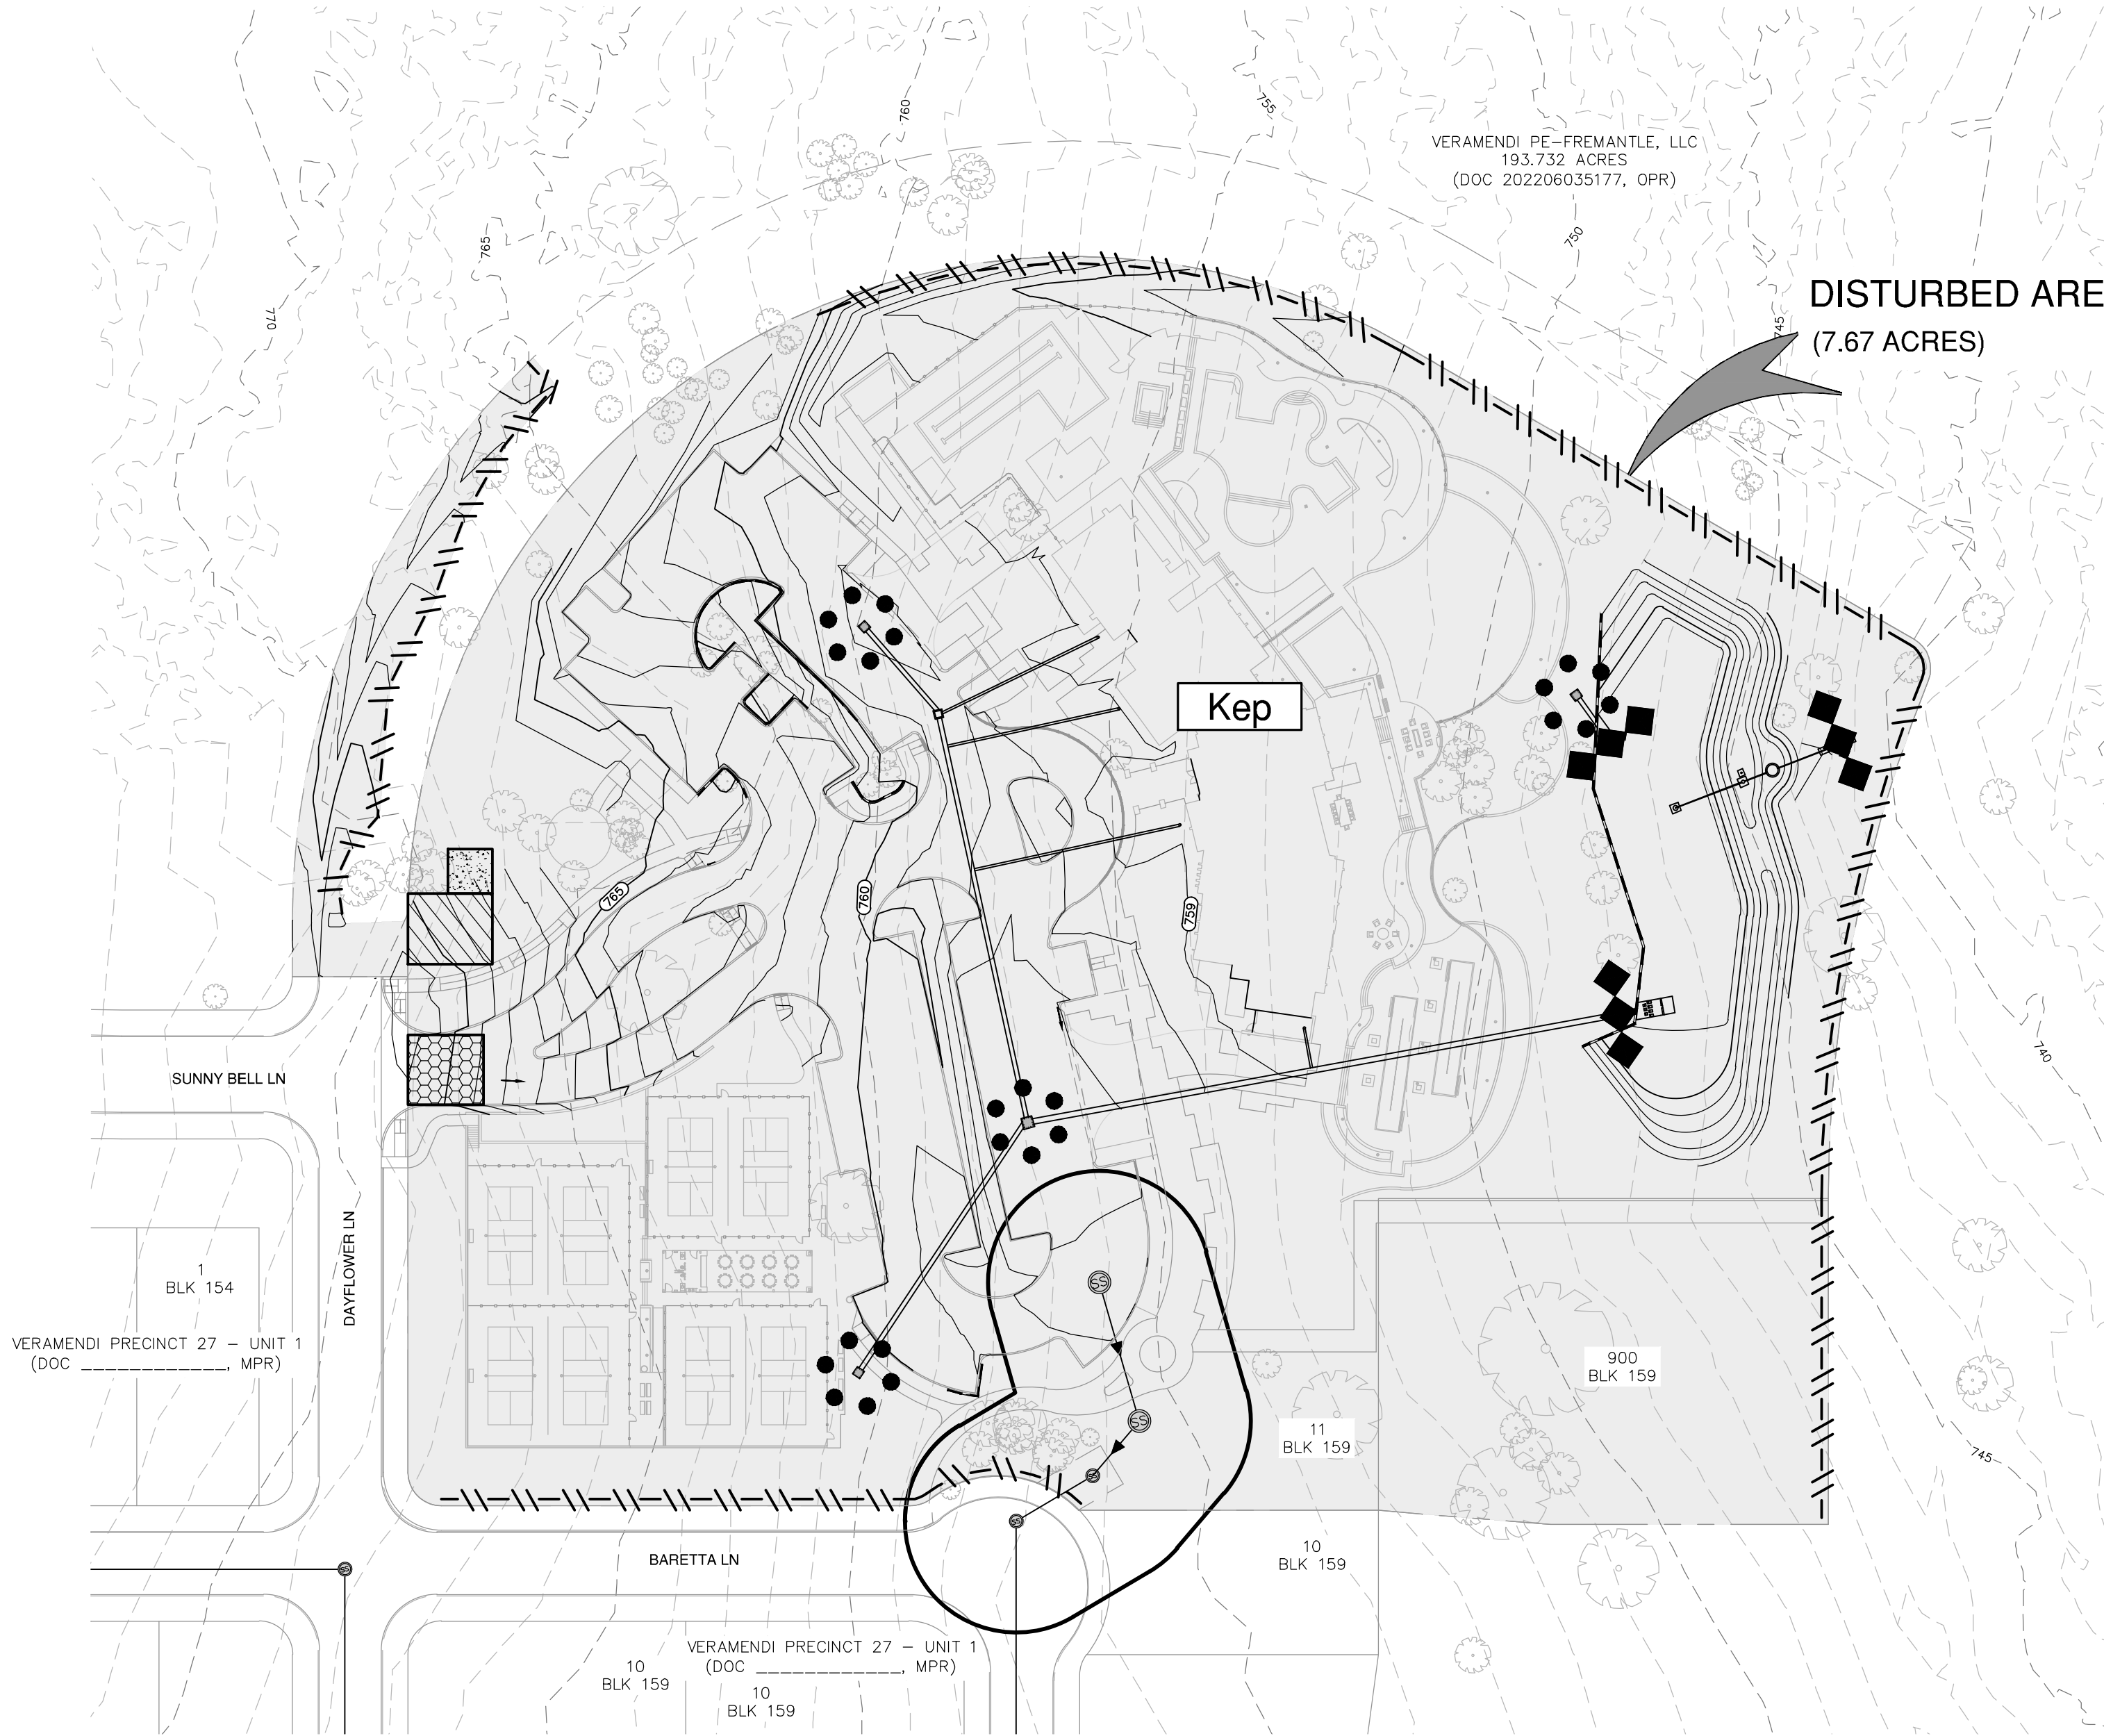 760
755
VERAMENDI PE-FREMANTLE, LLC
193.732 ACRES
(DOC 202206035177, OPR)
765
750
770
DISTURBED ARE
(7.67 ACRES)
745
Kep
765
760
759
740
SUNNY BELL LN
DAYFLOWER LN
1
BLK 154
VERAMENDI PRECINCT 27 - UNIT 1
(DOC ____________, MPR)
SS
SS
900
BLK 159
11
BLK 159
745
SS
SS
SS
BARETTA LN
10
BLK 159
VERAMENDI PRECINCT 27 - UNIT 1
(DOC ____________, MPR)
10
BLK 159
10
BLK 159